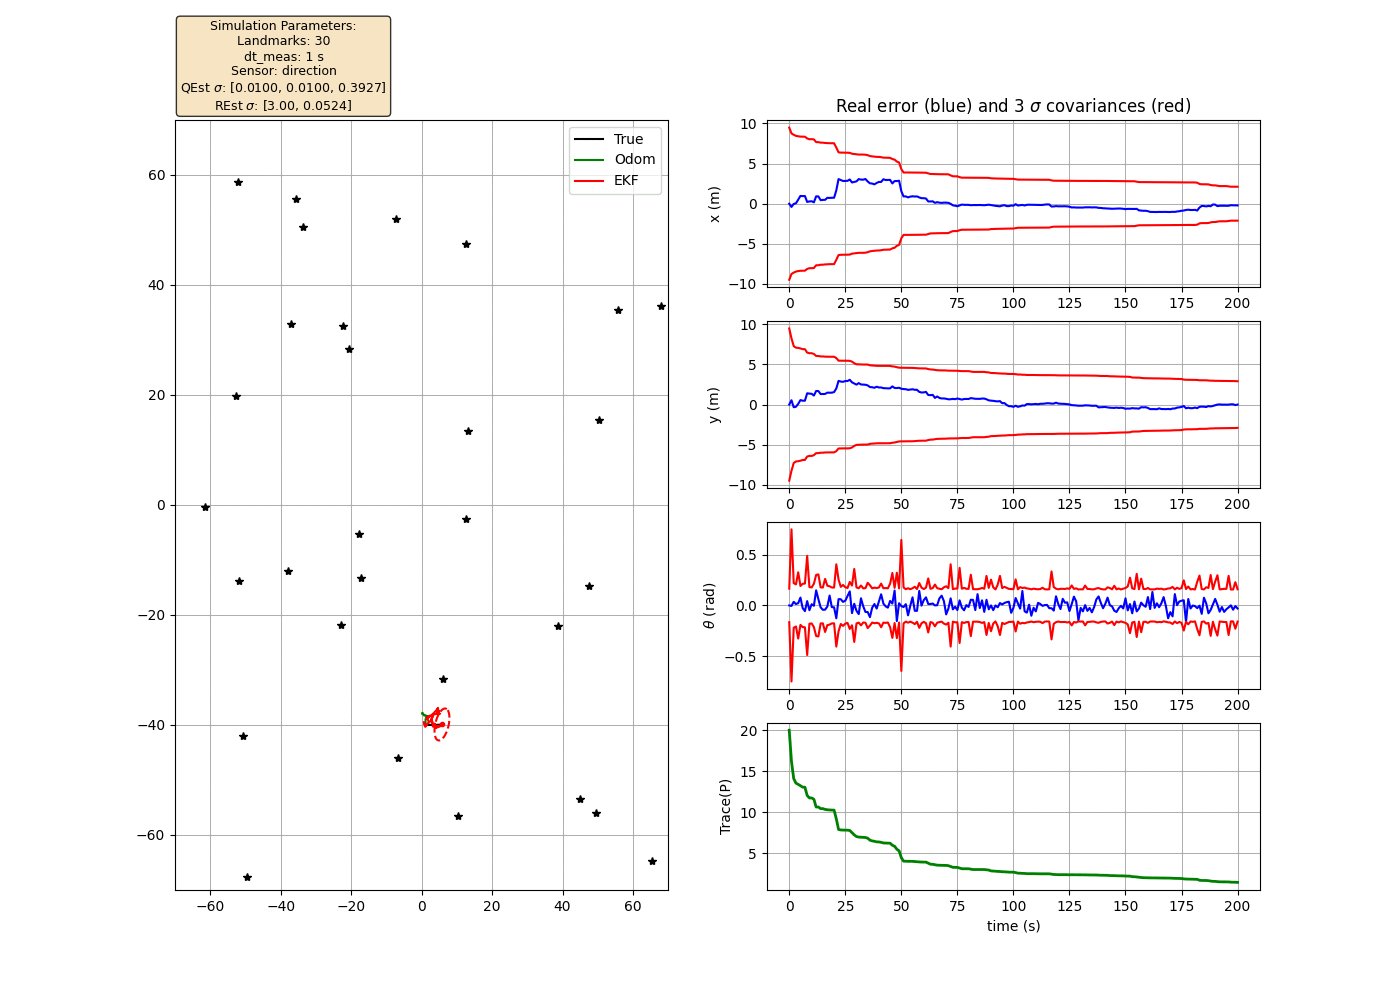 Simulation Parameters:
Landmarks: 30
dt_meas: 1 s
Sensor: direction
QEst σ: [0.0100, 0.0100, 0.3927]
REst σ: [3.00, 0.0524]
True
Odom
EKF
60
40
20
0
−20
−40
−60
−60 −40 −20 0 20 40 60
Real error (blue) and 3 σ covariances (red)
x (m)
10
5
0
−5
−10
0 25 50 75 100 125 150 175 200
y (m)
10
5
0
−5
−10
0 25 50 75 100 125 150 175 200
θ (rad)
0.5
0.0
−0.5
0 25 50 75 100 125 150 175 200
Trace(P)
20
15
10
5
0 25 50 75 100 125 150 175 200
time (s)